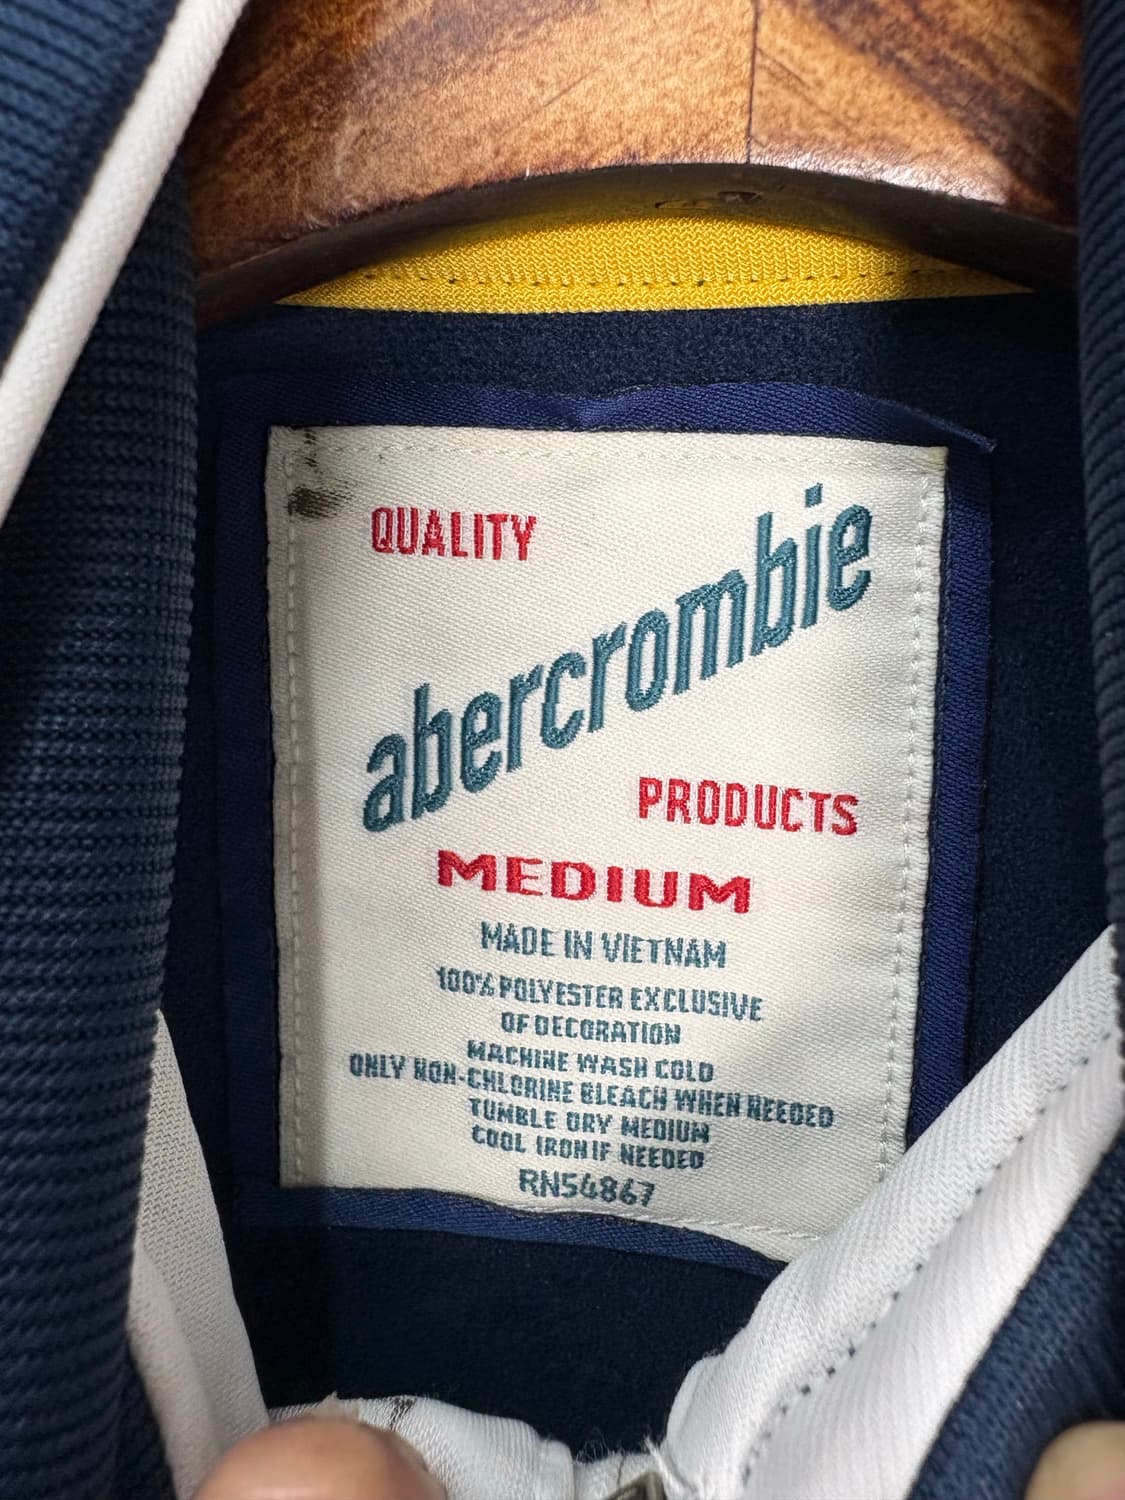 QUALITY
abercrombie
PRODUCTS
MEDIUM
MADE IN VIETNAM
100% POLYESTER EXCLUSIVE
OF DECORATION
MACHINE WASH COLD
ONLY NON-CHLORINE BLEACH WHEN NEEDED
TUMBLE DRY MEDIUM
COOL IRON IF NEEDED
RN54867